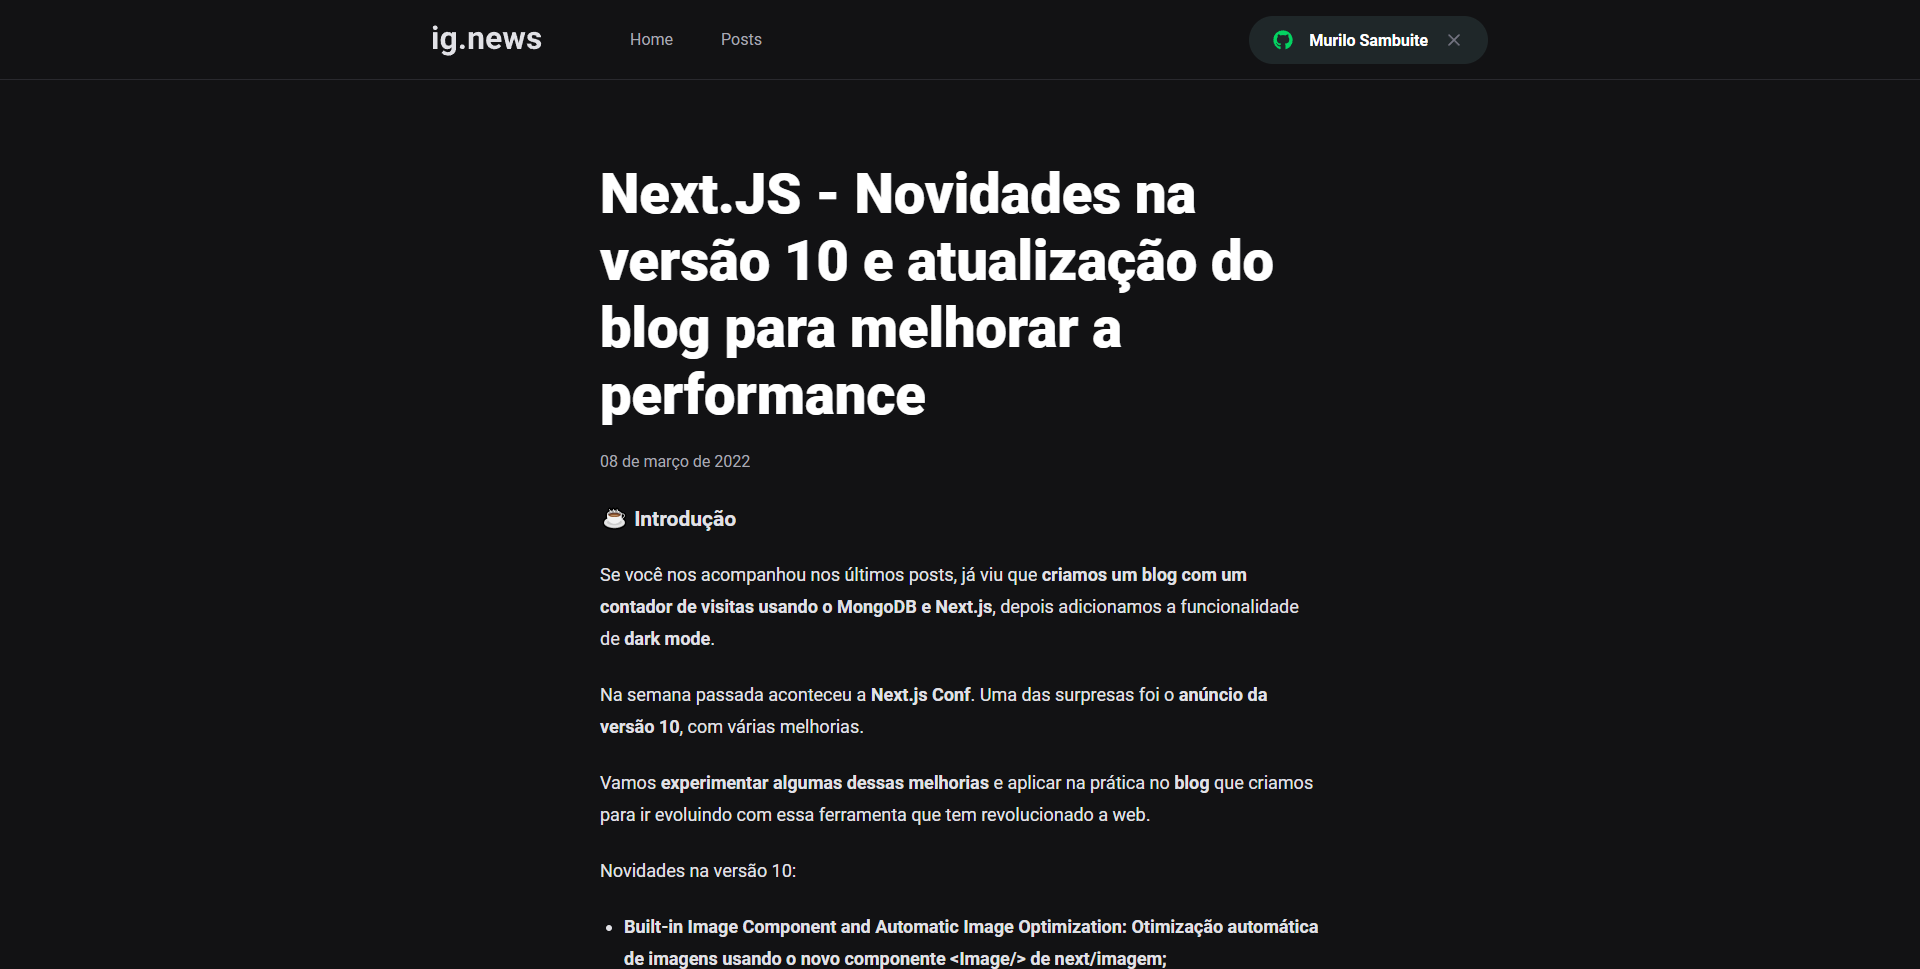 ig.news
Home
Posts
Murilo Sambuite
Next.JS - Novidades na
versão 10 e atualização do
blog para melhorar a
performance
08 de março de 2022
☕ Introdução
Se você nos acompanhou nos últimos posts, já viu que criamos um blog com um
contador de visitas usando o MongoDB e Next.js, depois adicionamos a funcionalidade
de dark mode.
Na semana passada aconteceu a Next.js Conf. Uma das surpresas foi o anúncio da
versão 10, com várias melhorias.
Vamos experimentar algumas dessas melhorias e aplicar na prática no blog que criamos
para ir evoluindo com essa ferramenta que tem revolucionado a web.
Novidades na versão 10:
• Built-in Image Component and Automatic Image Optimization: Otimização automática
de imagens usando o novo componente <Image/> de next/imagem;